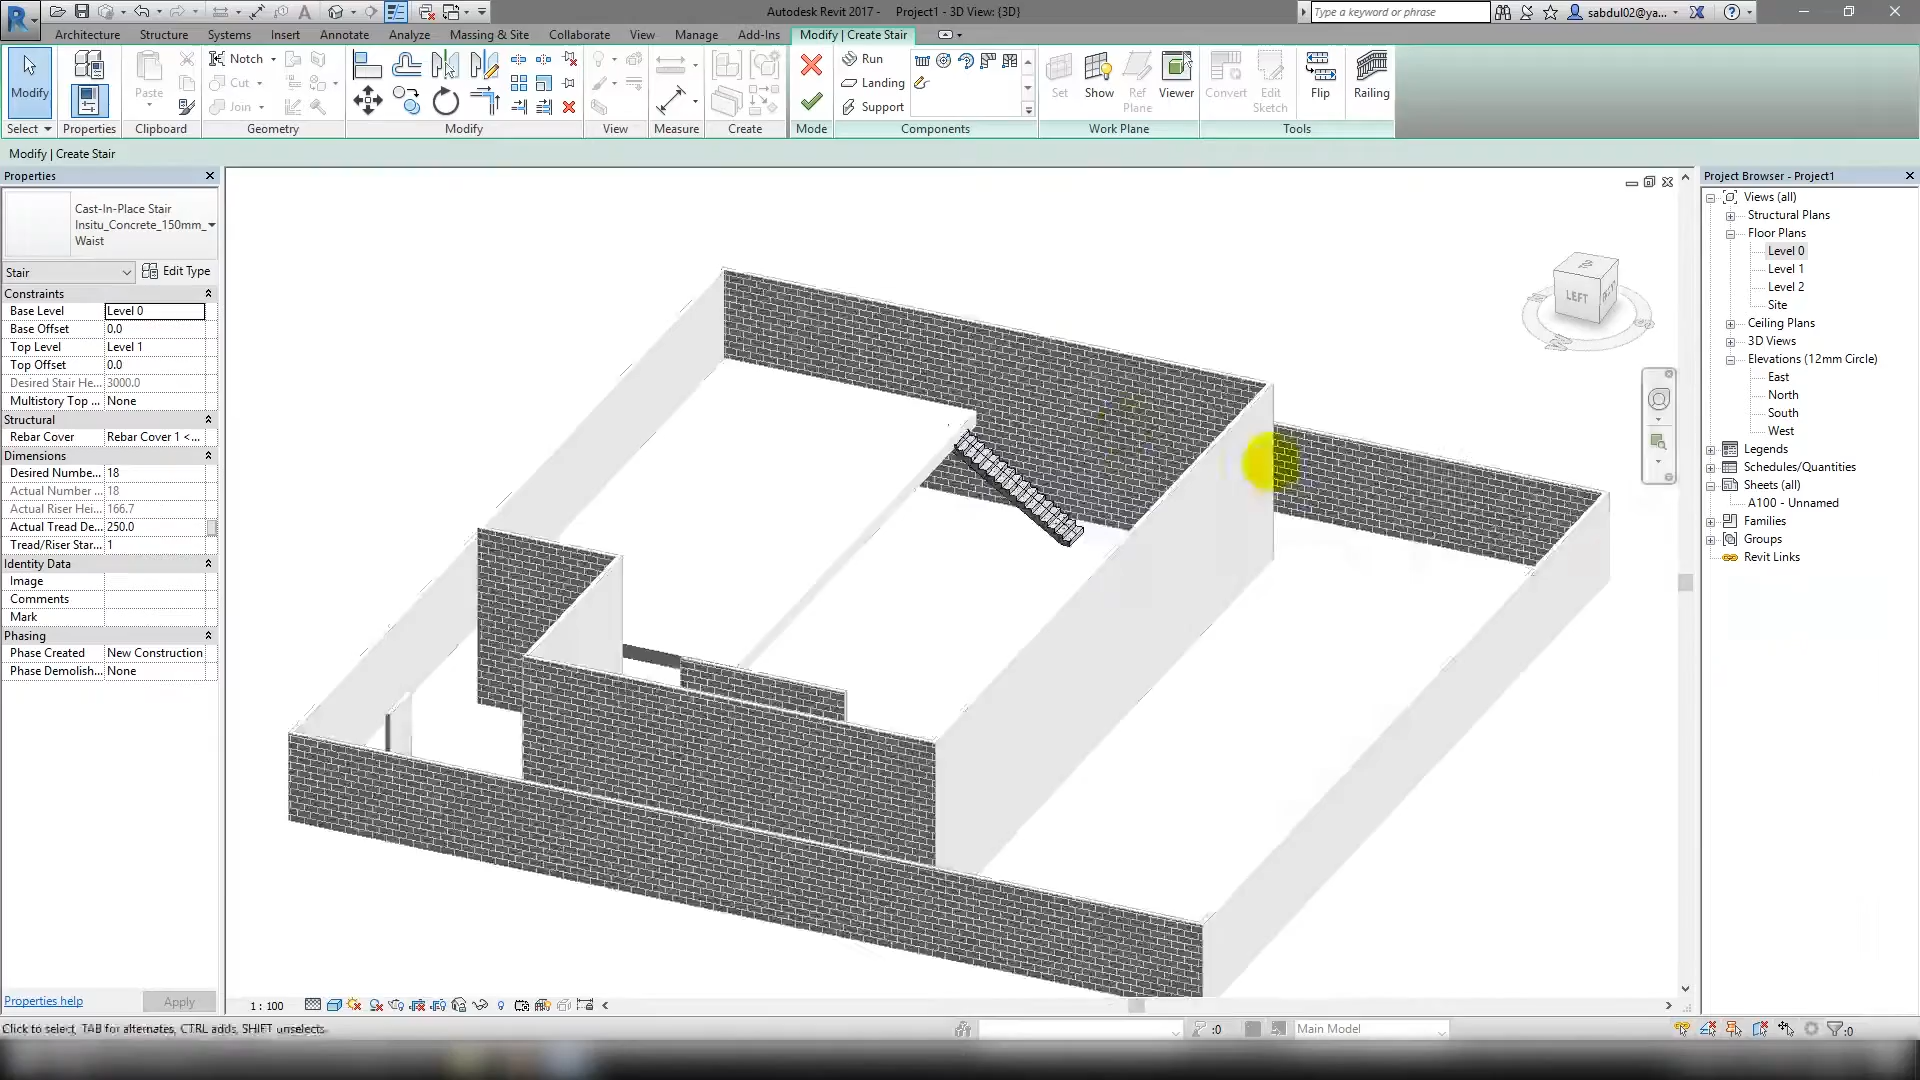 Autodesk Revit 2017 - Project1 - 3D View: {3D}
Type a keyword or phrase
sabdul02@ya...
Architecture Structure Systems Insert Annotate Analyze Massing & Site Collaborate View Manage Add-Ins Modify | Create Stair
Modify
Select
Properties
Paste
Clipboard
Notch
Cut
Join
Geometry
Modify
View
Measure
Create
Mode
Run
Landing
Support
Components
Set
Show
Ref
Plane
Viewer
Work Plane
Convert
Edit
Sketch
Flip
Railing
Tools
Modify | Create Stair
Properties
Cast-In-Place Stair
Insitu_Concrete_150mm_
Waist
Stair
Edit Type
Constraints
Base Level Level 0
Base Offset 0.0
Top Level Level 1
Top Offset 0.0
Desired Stair He... 3000.0
Multistory Top ... None
Structural
Rebar Cover Rebar Cover 1 <...
Dimensions
Desired Numbe... 18
Actual Number ... 18
Actual Riser Hei... 166.7
Actual Tread De... 250.0
Tread/Riser Star... 1
Identity Data
Image
Comments
Mark
Phasing
Phase Created New Construction
Phase Demolish... None
Properties help
Apply
LEFT
Project Browser - Project1
Views (all)
Structural Plans
Floor Plans
Level 0
Level 1
Level 2
Site
Ceiling Plans
3D Views
Elevations (12mm Circle)
East
North
South
West
Legends
Schedules/Quantities
Sheets (all)
A100 - Unnamed
Families
Groups
Revit Links
1 : 100
Click to select, TAB for alternates, CTRL adds, SHIFT unselects.
:0
Main Model
:0